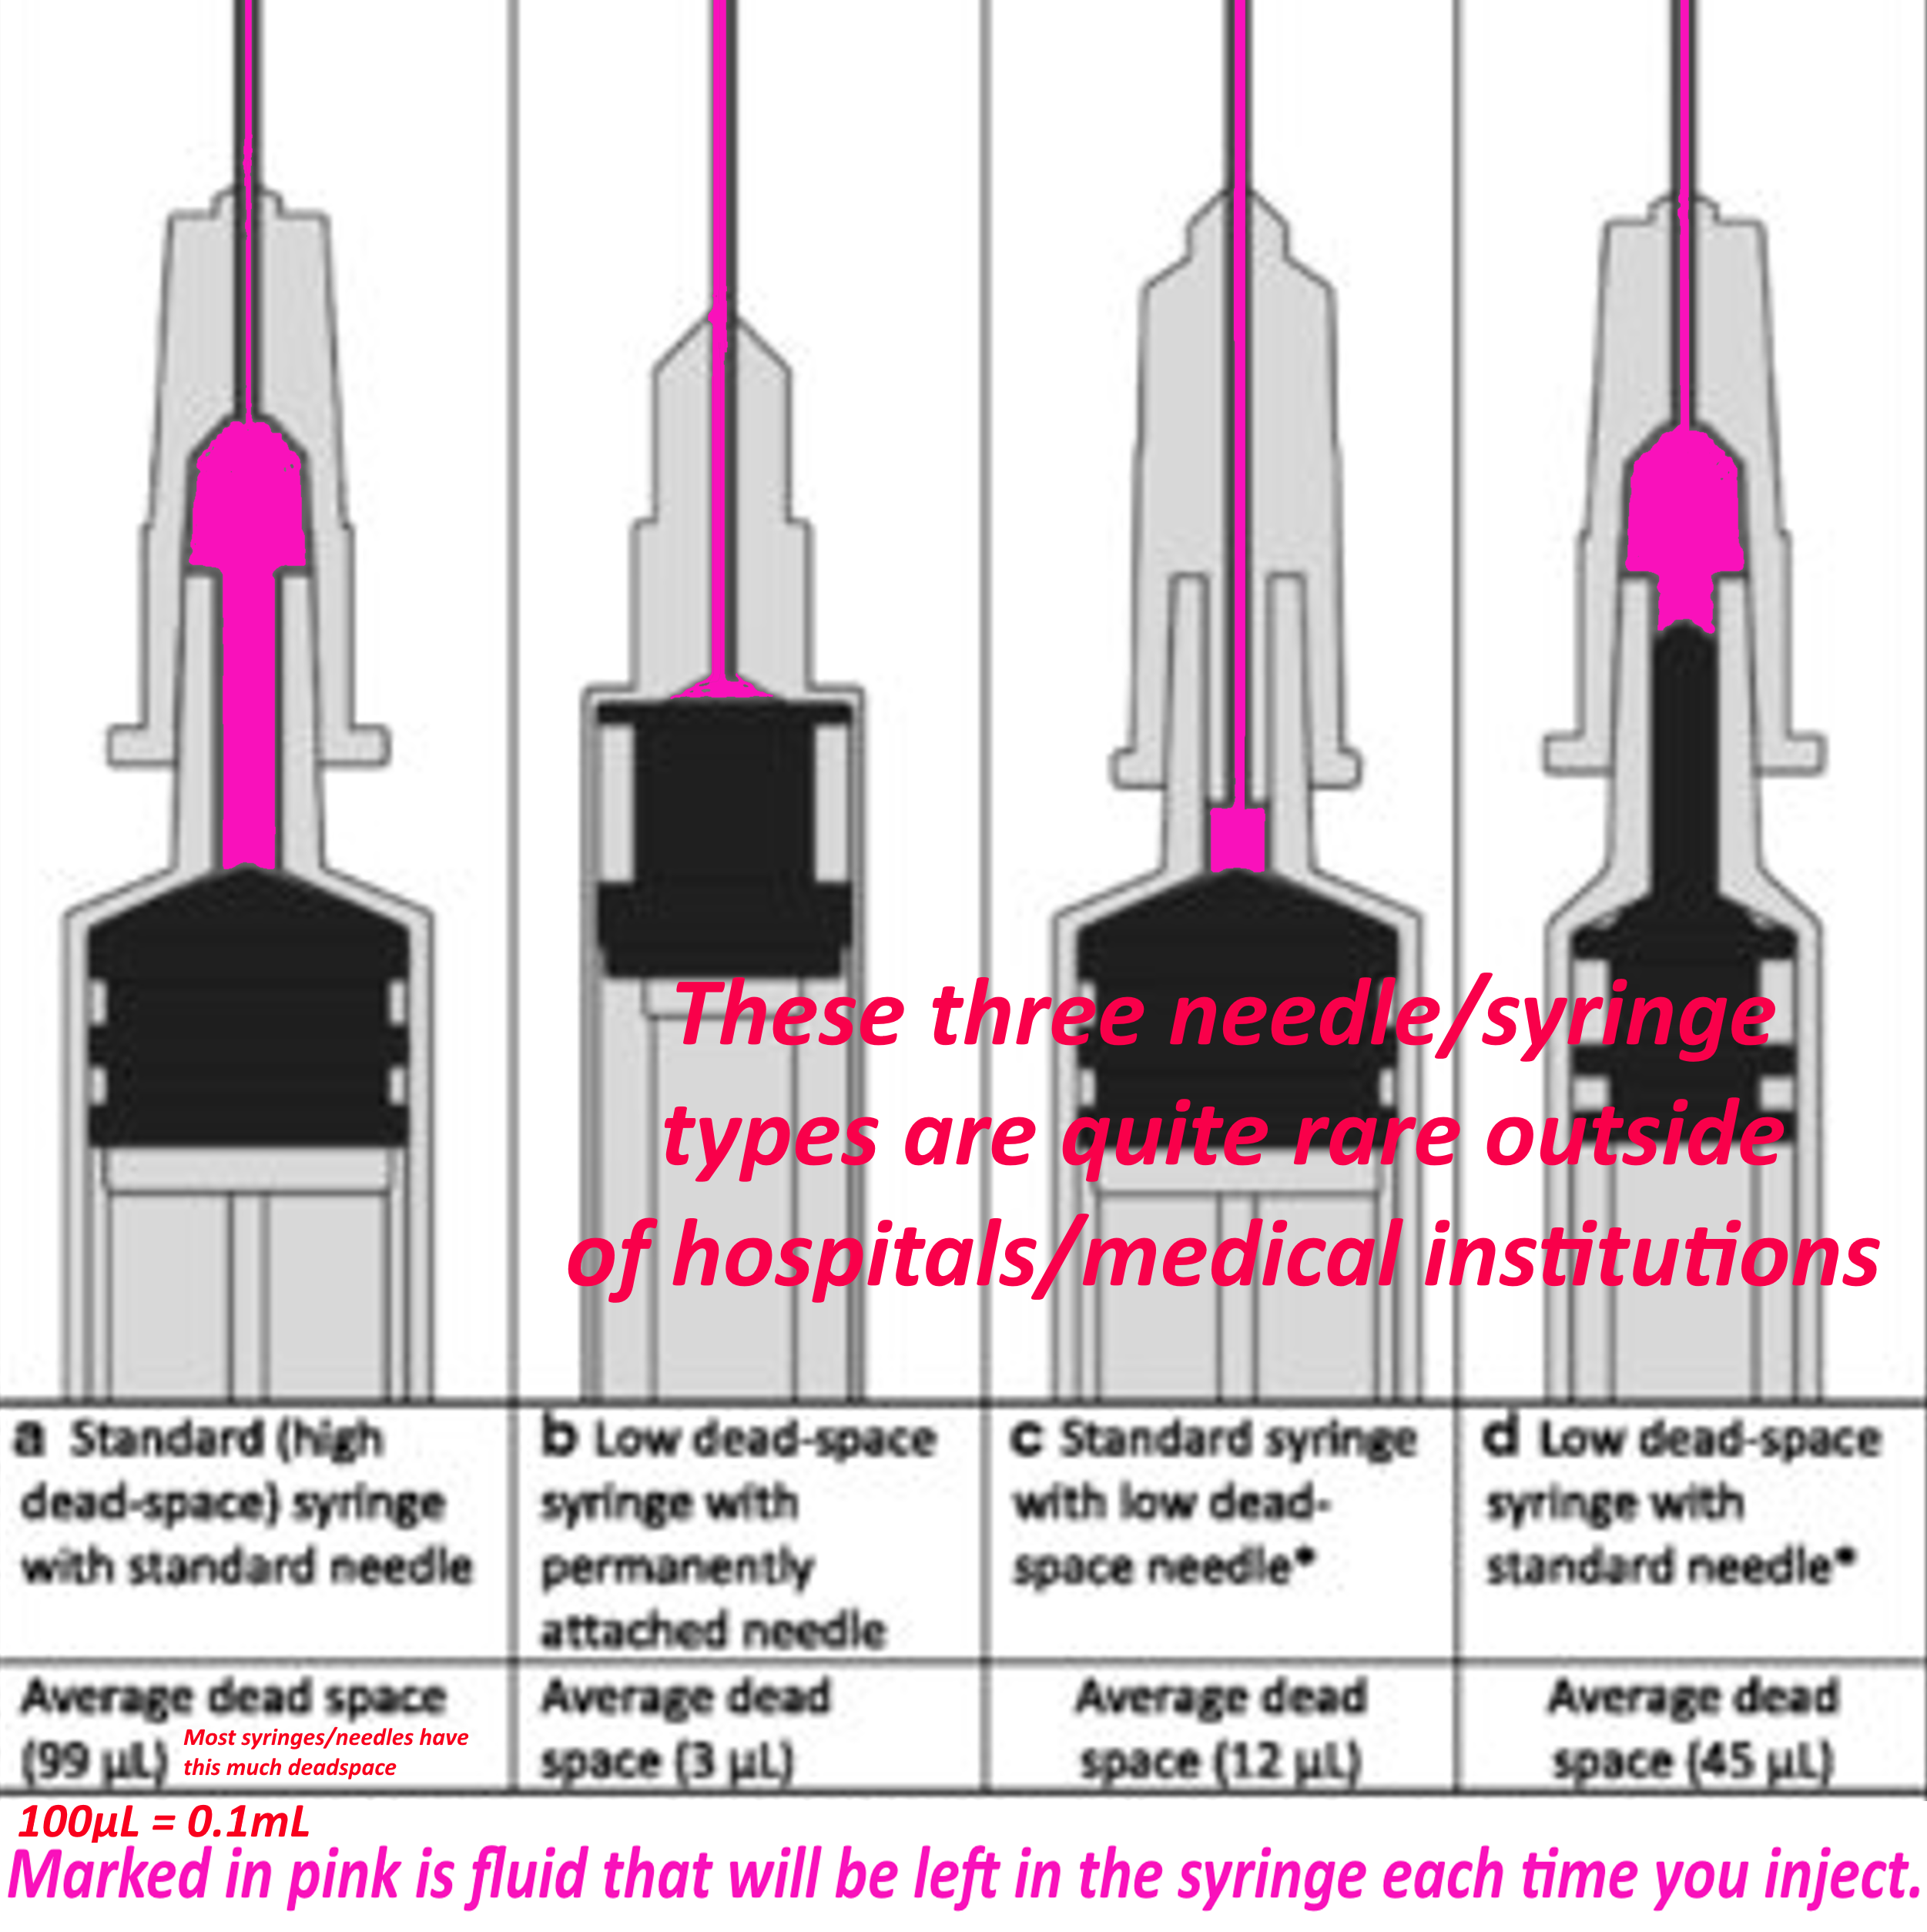 These three needle/syringe
types are quite rare outside
of hospitals/medical institutions
a Standard (high
dead-space) syringe
with standard needle
b Low dead-space
syringe with
permanently
attached needle
c Standard syringe
with low dead-
space needle*
d Low dead-space
syringe with
standard needle*
Average dead space
(99 µL)
Most syringes/needles have
this much deadspace
Average dead
space (3 µL)
Average dead
space (12 µL)
Average dead
space (45 µL)
100µL = 0.1mL
Marked in pink is fluid that will be left in the syringe each time you inject.